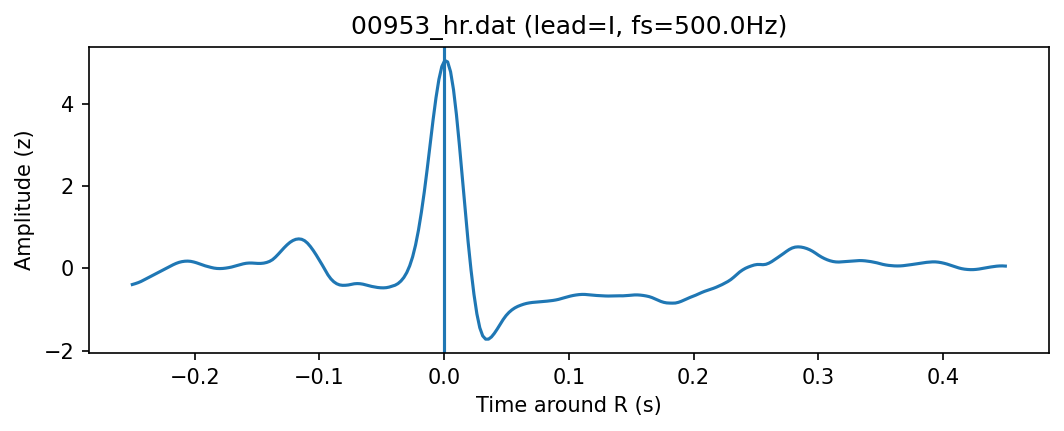 00953_hr.dat (lead=I, fs=500.0Hz)
Amplitude (z)
4
2
0
−2
−0.2 −0.1 0.0 0.1 0.2 0.3 0.4
Time around R (s)